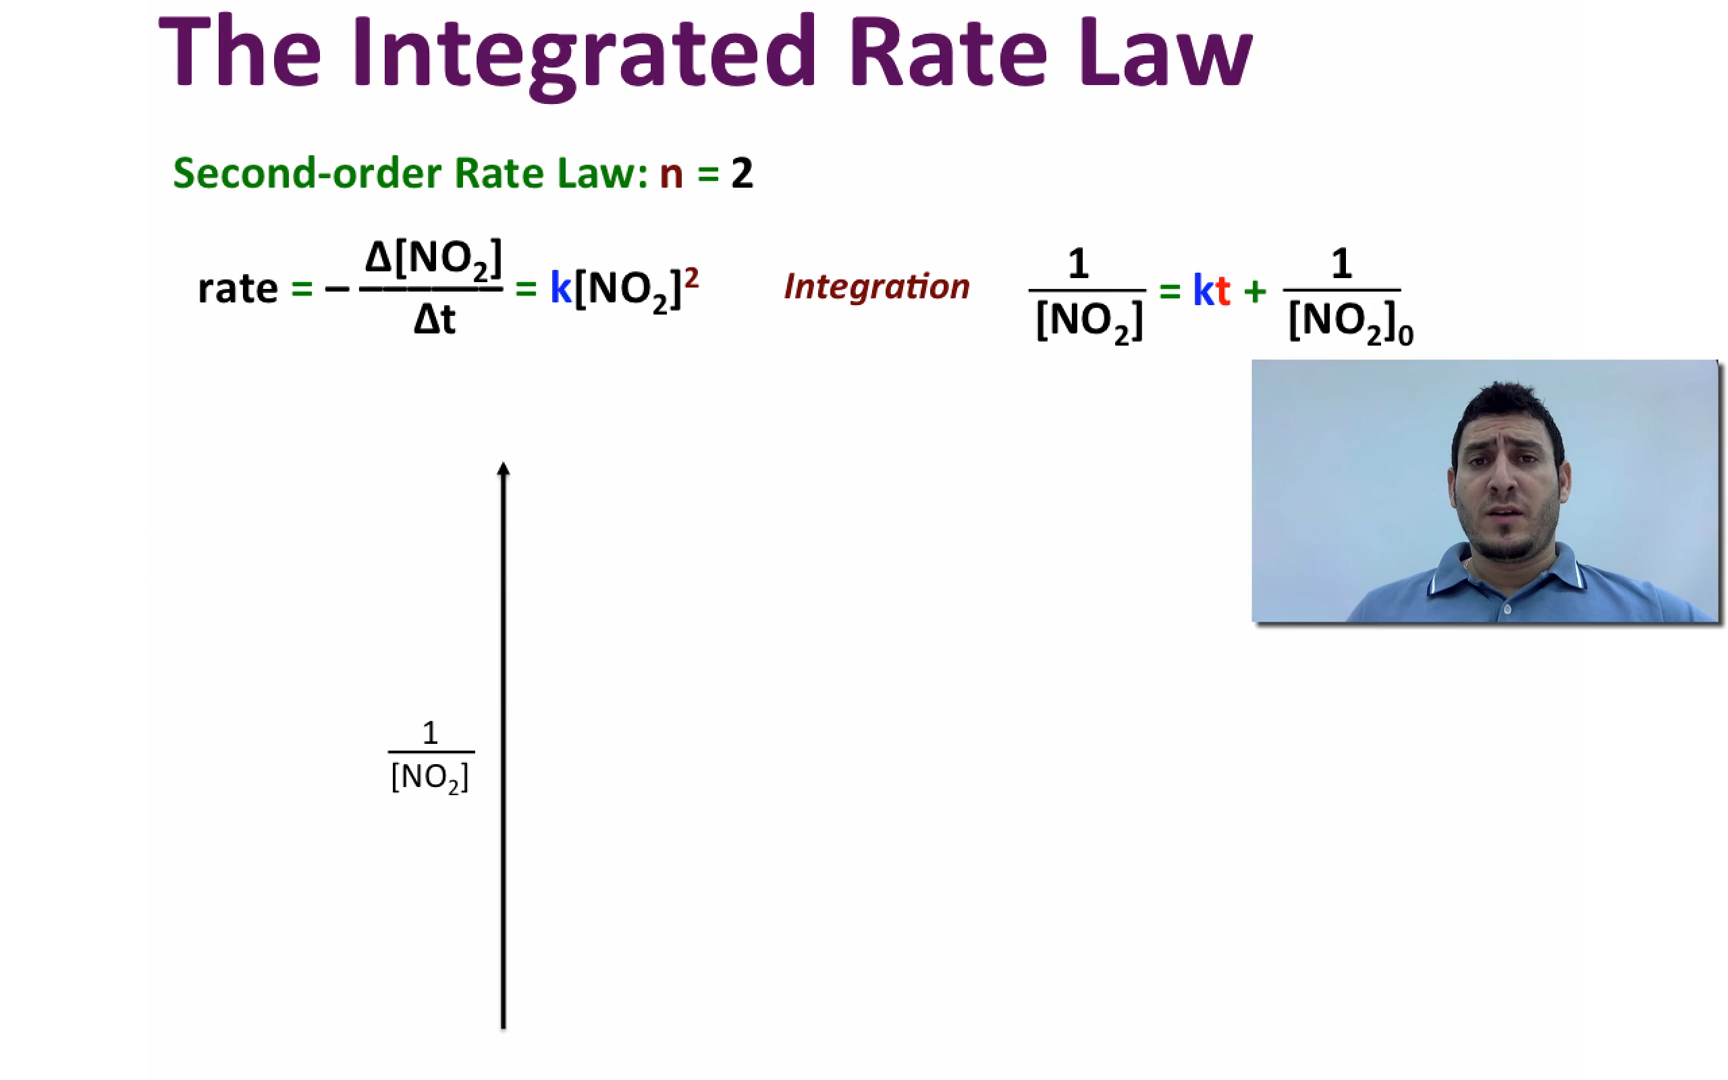 The Integrated Rate Law
Second-order Rate Law: n = 2
rate = − Δ[NO₂]/Δt = k[NO₂]² Integration 1/[NO₂] = kt + 1/[NO₂]₀
1/[NO₂]